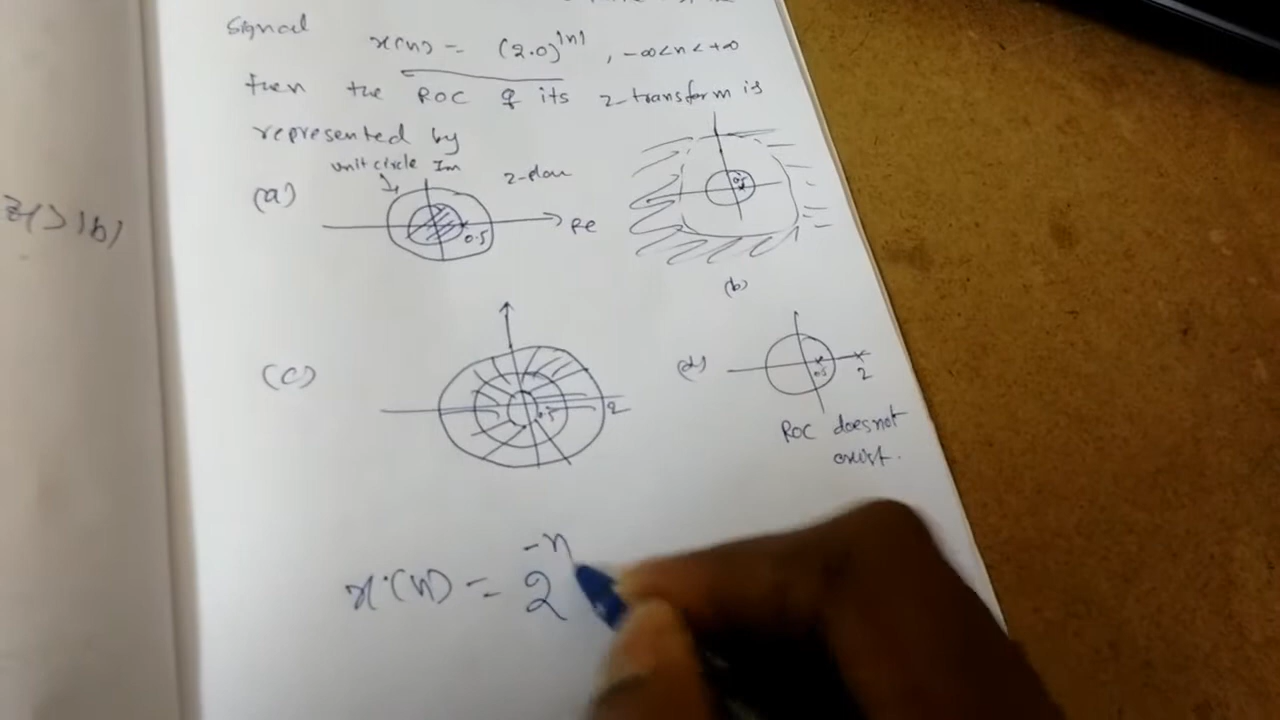 Signal
x(n) = (2.0)^|n| , -∞<n<+∞
then the ROC of its z-transform is
represented by
unit circle Im z-plan
(a)
Re
0.5
0.5
(b)
(c)
0.5 2
(d)
0.5 2
ROC does not
exist.
z(>|b|
x(n) = 2^-n